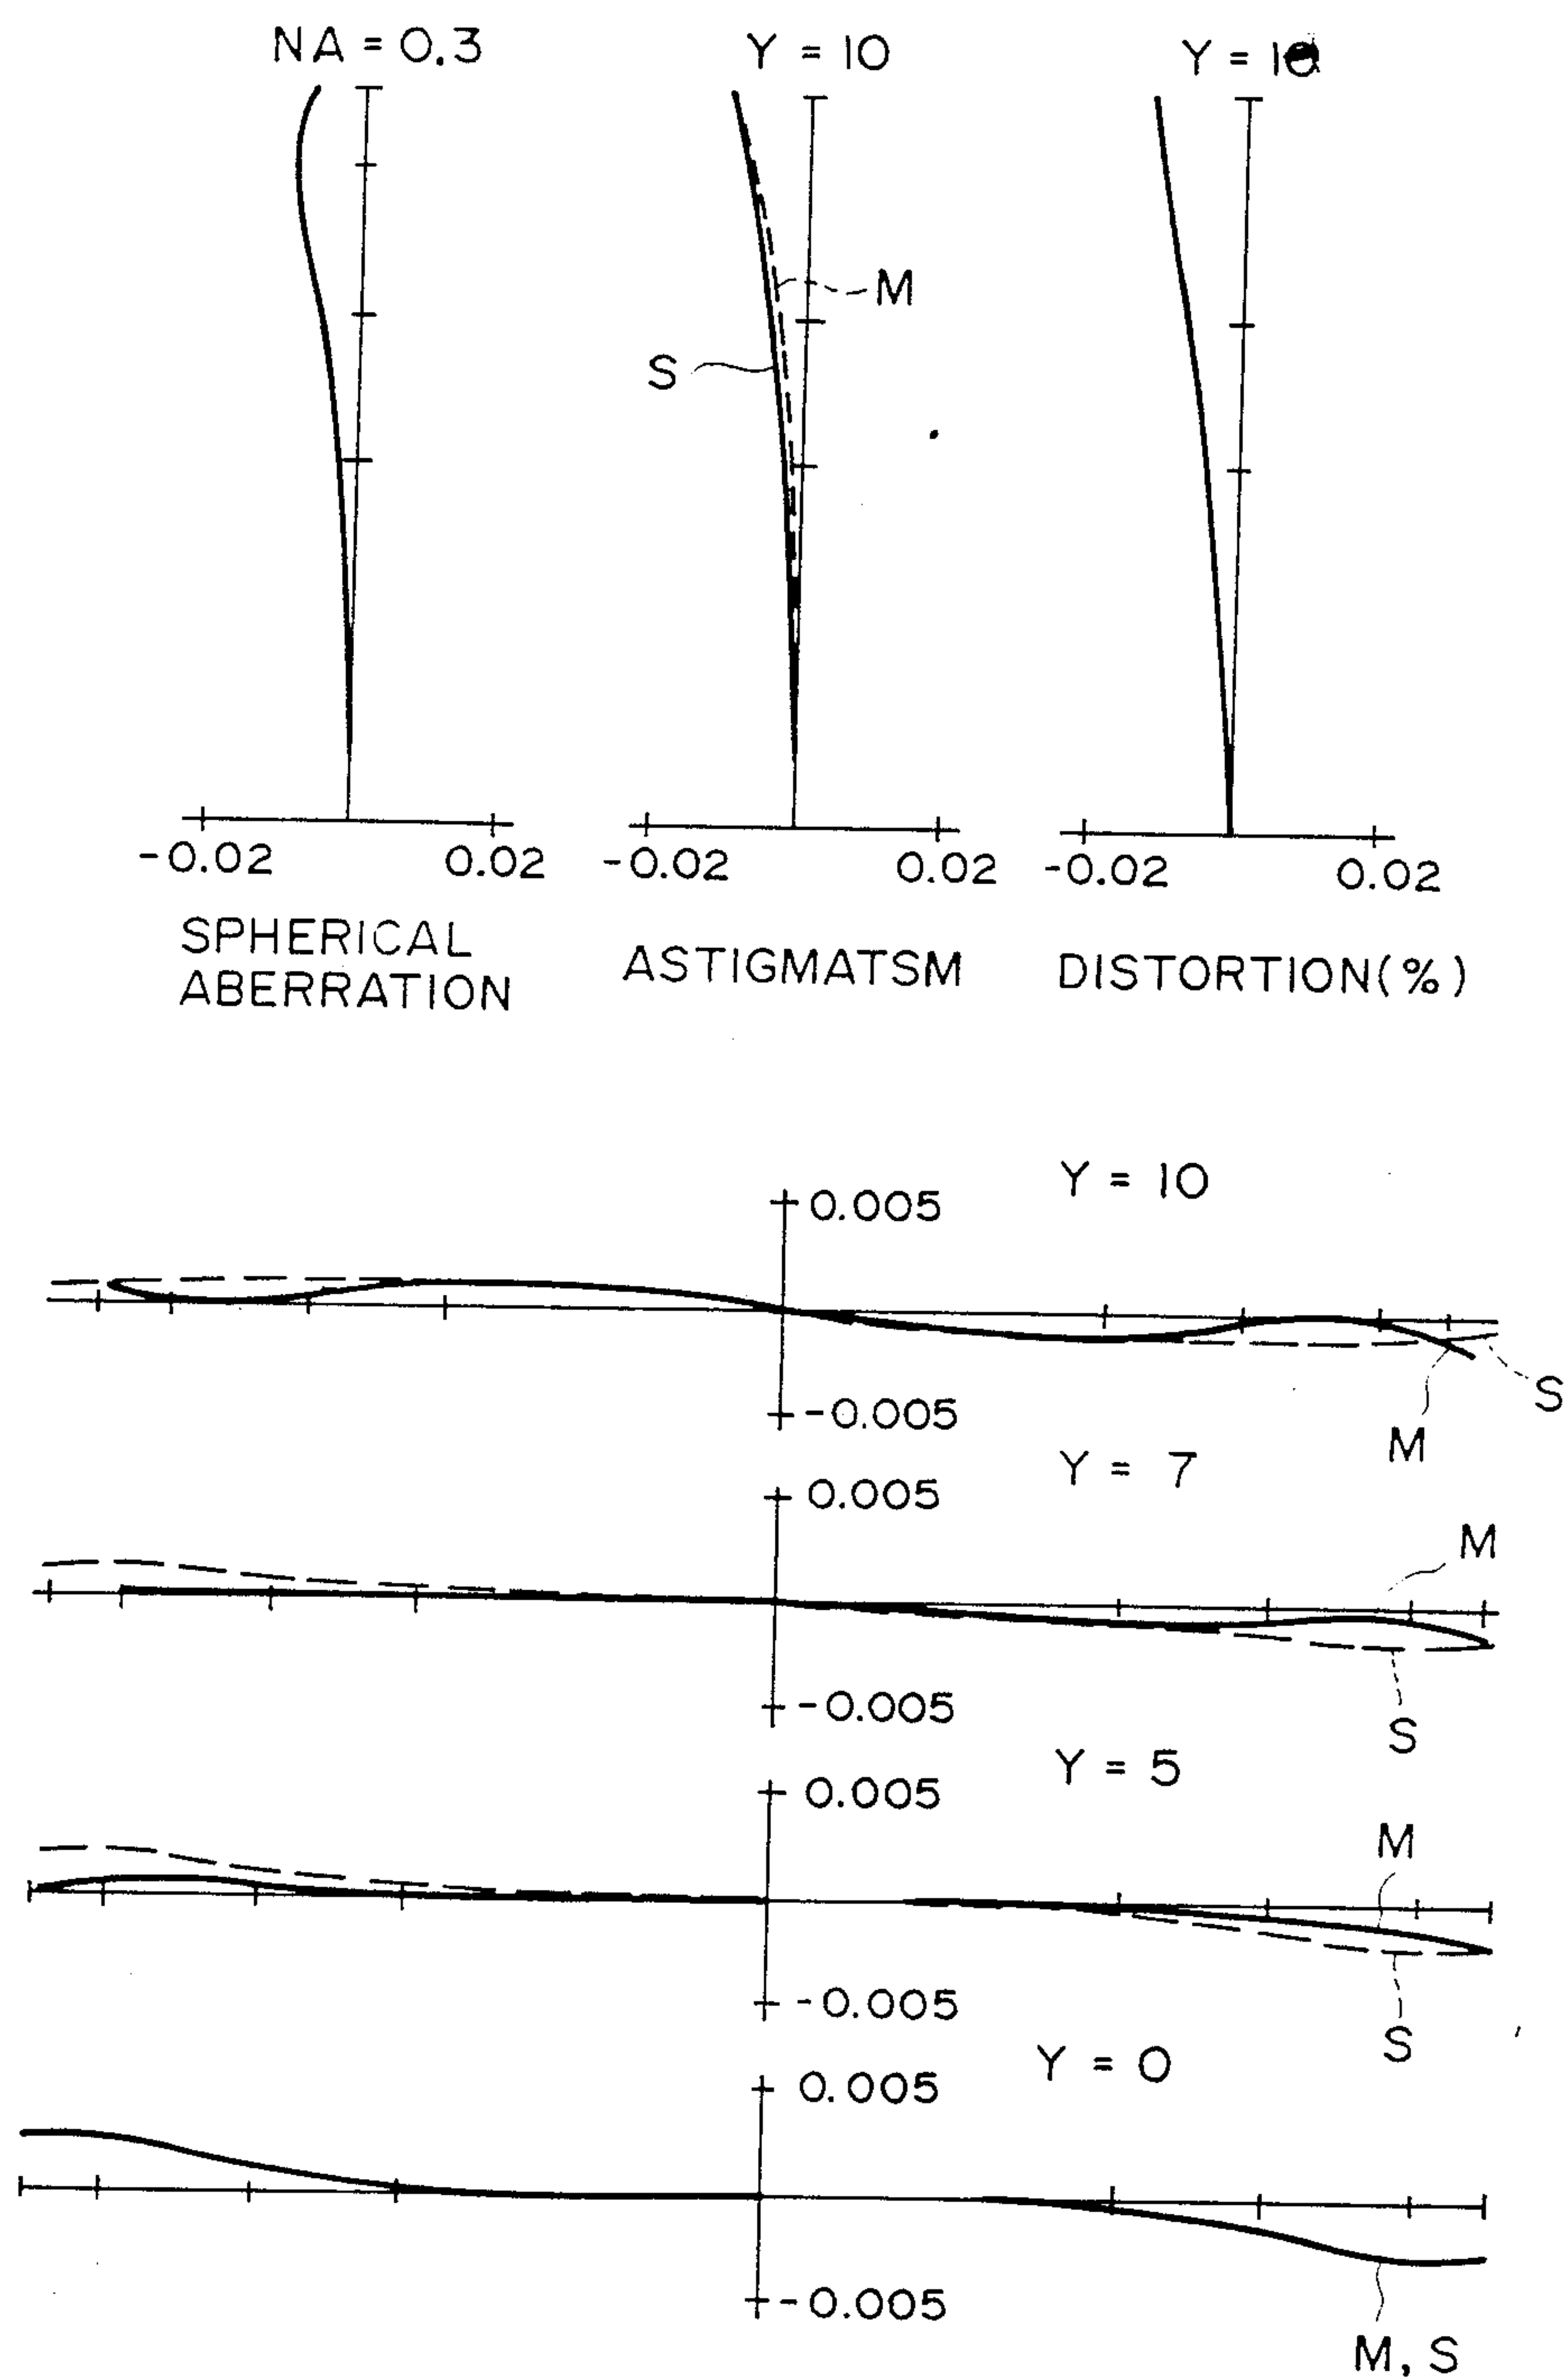 NA = 0.3
Y = 10
Y = 10
M
S
-0.02 0.02
-0.02 0.02
-0.02 0.02
SPHERICAL
ABERRATION
ASTIGMATSM
DISTORTION(%)
Y = 10
0.005
-0.005
S
M
Y = 7
0.005
M
-0.005
S
Y = 5
0.005
M
-0.005
S
Y = 0
0.005
-0.005
M, S